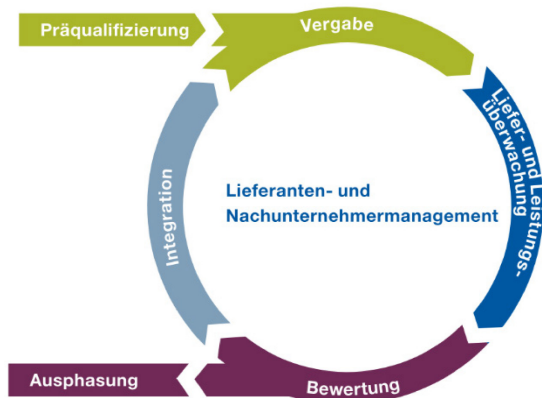 Präqualifizierung
Vergabe
Liefer- und Leistungs-
überwachung
Lieferanten- und
Nachunternehmermanagement
Integration
Ausphasung
Bewertung